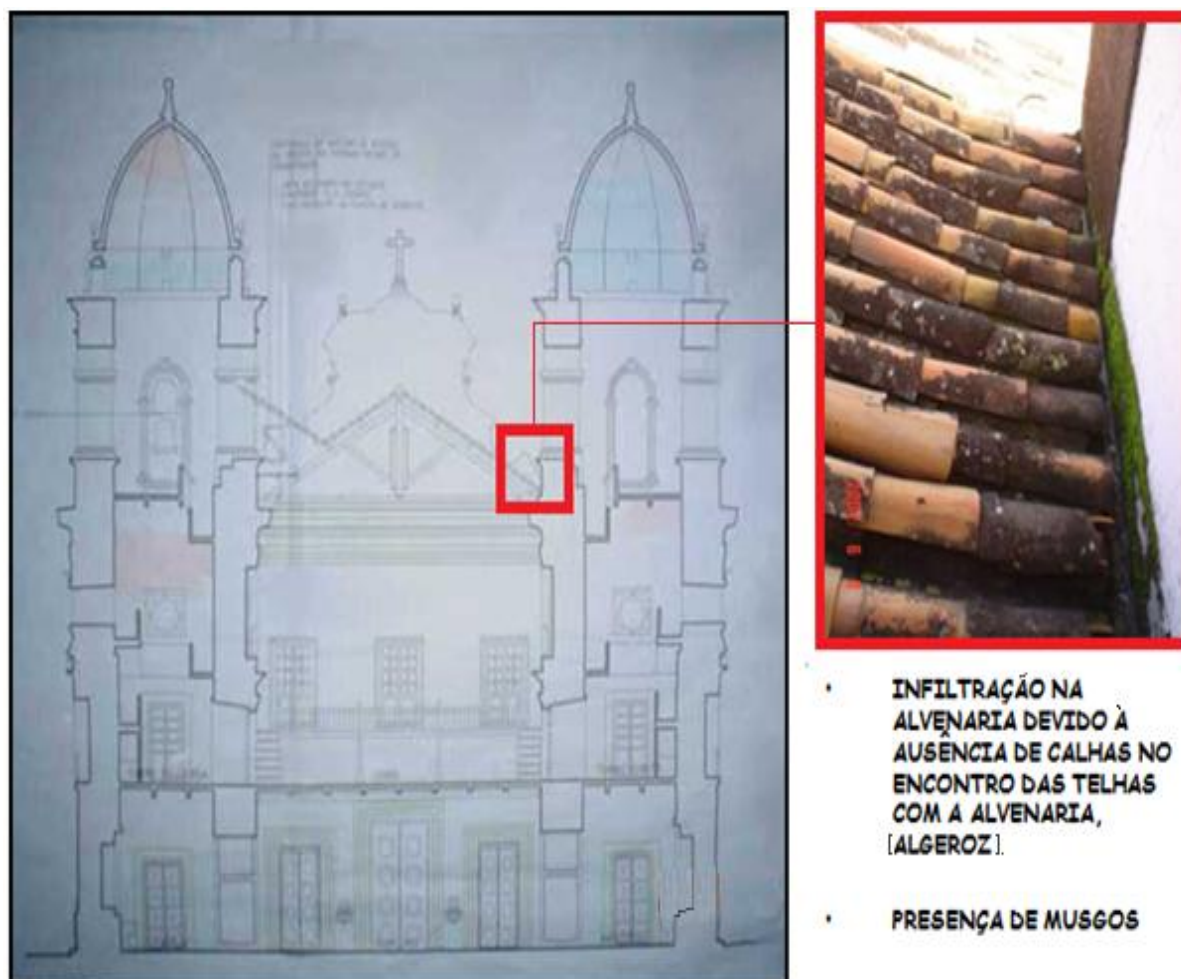 • INFILTRAÇÃO NA
ALVENARIA DEVIDO À
AUSÊNCIA DE CALHAS NO
ENCONTRO DAS TELHAS
COM A ALVENARIA,
[ALGEROZ].
• PRESENÇA DE MUSGOS